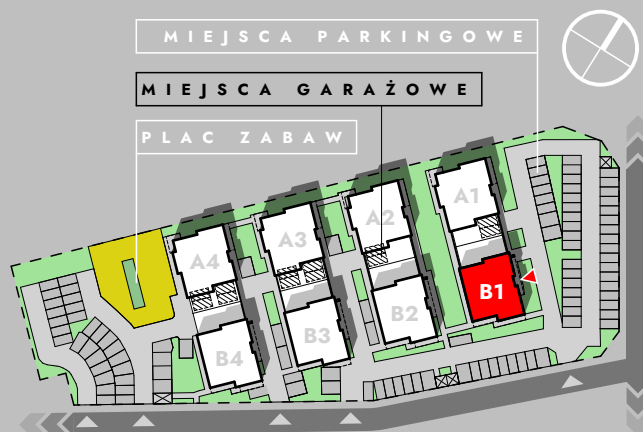 MIEJSCA PARKINGOWE
MIEJSCA GARAŻOWE
PLAC ZABAW
A1
A2
A3
A4
B1
B2
B3
B4